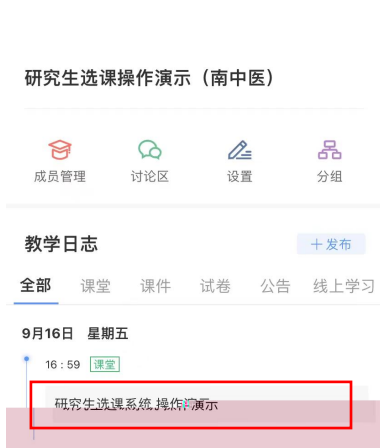 研究生选课操作演示（南中医）
成员管理 讨论区 设置 分组
教学日志 +发布
全部 课堂 课件 试卷 公告 线上学习
9月16日 星期五
16:59 课堂
研究生选课系统 操作演示